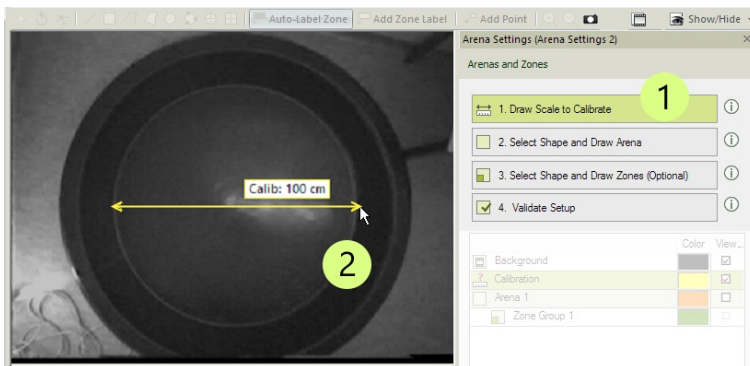 Auto-Label Zone
Add Zone Label
Add Point
Show/Hide
Arena Settings (Arena Settings 2)
Arenas and Zones
1
1. Draw Scale to Calibrate
2. Select Shape and Draw Arena
3. Select Shape and Draw Zones (Optional)
4. Validate Setup
Calib: 100 cm
2
Color View...
Background
Calibration
Arena 1
Zone Group 1